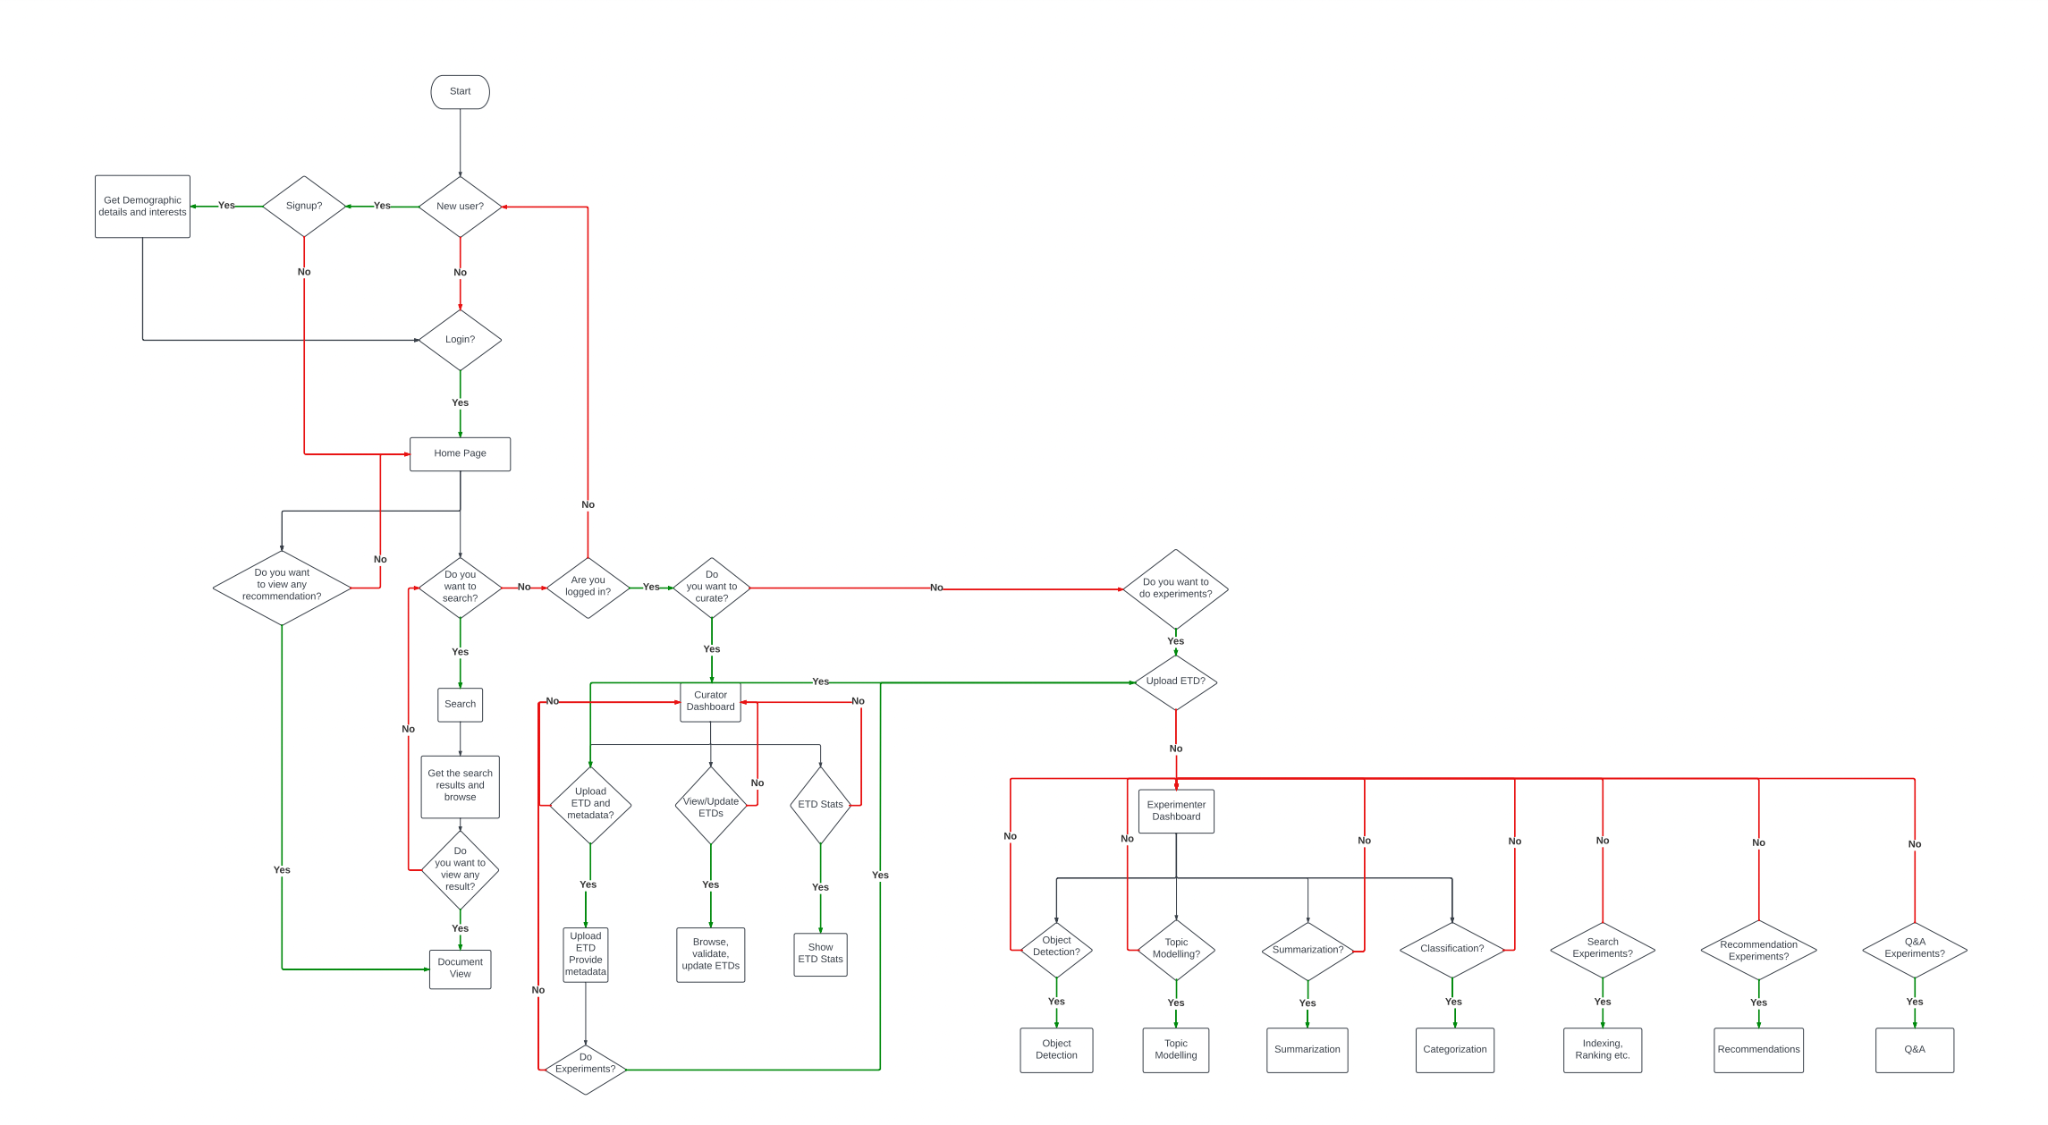 Start
Get Demographic
details and interests
Yes
Signup?
Yes
New user?
No
No
Login?
Yes
Home Page
No
No
Do you want
to view any
recommendation?
Do you
want to
search?
No
Are you
logged in?
Yes
Do
you want to
curate?
No
Do you want to
do experiments?
Yes
Yes
Yes
Yes
Upload ETD?
Search
No
Curator
Dashboard
No
No
No
Get the search
results and
browse
No
Upload
ETD and
metadata?
View/Update
ETDs
ETD Stats
Experimenter
Dashboard
No
No
No
No
No
No
No
Do
you want to
view any
result?
Yes
Yes
Yes
Yes
Yes
Yes
Document
View
Upload
ETD
Provide
metadata
Browse,
validate,
update ETDs
Show
ETD Stats
Object
Detection?
Topic
Modelling?
Summarization?
Classification?
Search
Experiments?
Recommendation
Experiments?
Q&A
Experiments?
No
Yes
Yes
Yes
Yes
Yes
Yes
Yes
Do
Experiments?
Object
Detection
Topic
Modelling
Summarization
Categorization
Indexing,
Ranking etc.
Recommendations
Q&A